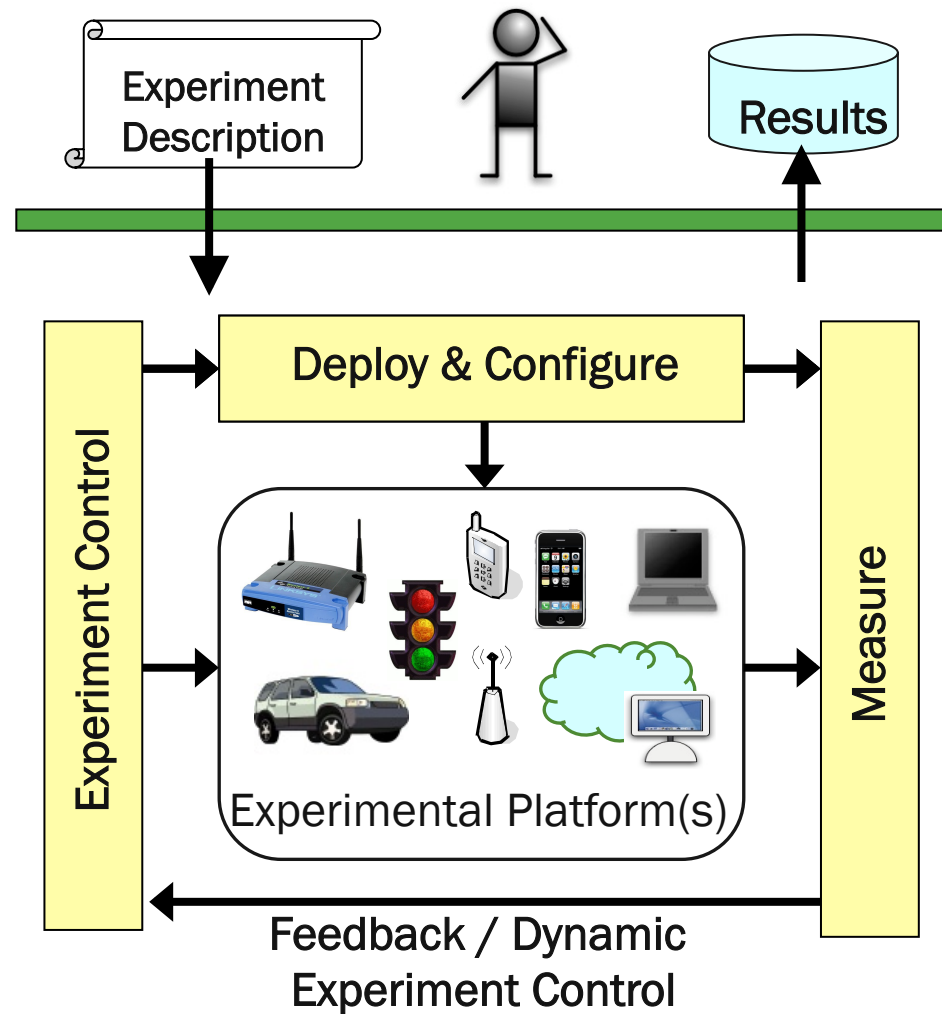 Experiment
Description
Results
Deploy & Configure
Experiment Control
Measure
Experimental Platform(s)
Feedback / Dynamic
Experiment Control